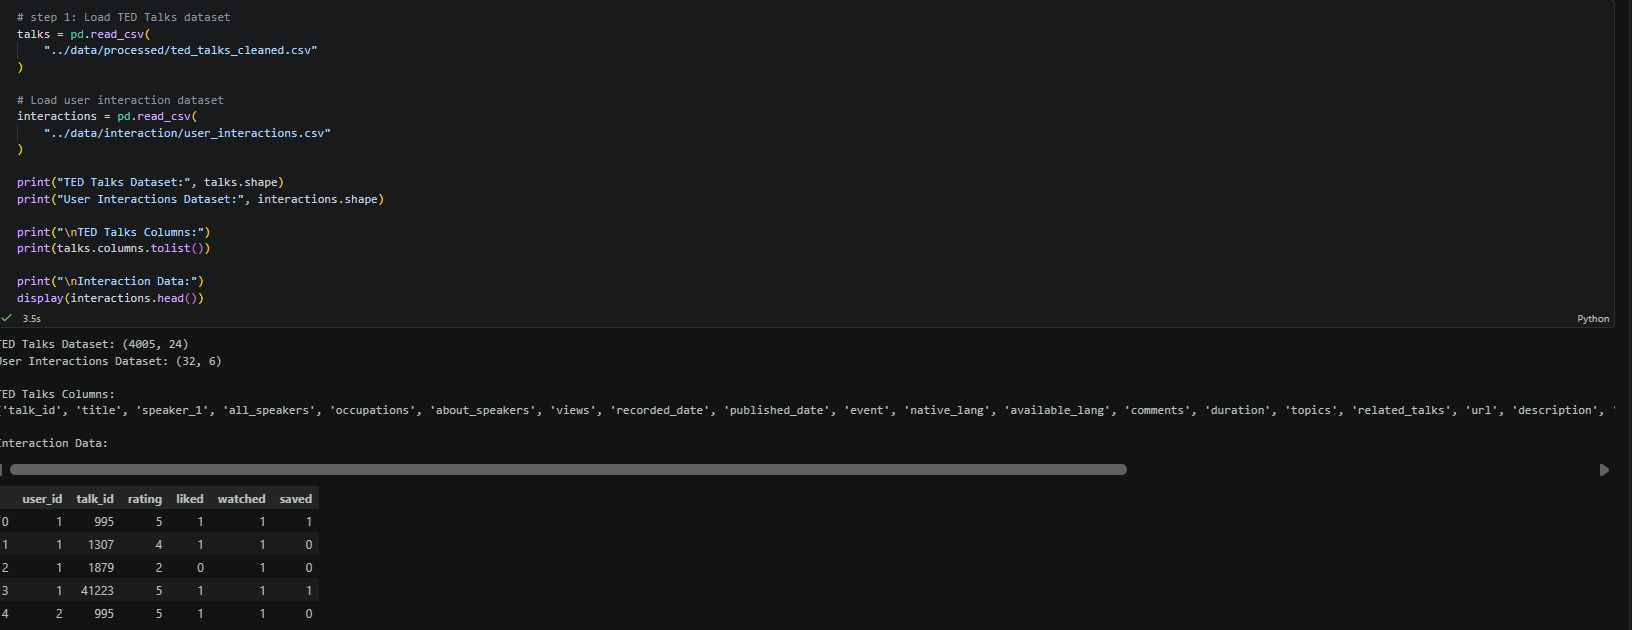 # step 1: Load TED Talks dataset
talks = pd.read_csv(
    "../data/processed/ted_talks_cleaned.csv"
)

# Load user interaction dataset
interactions = pd.read_csv(
    "../data/interaction/user_interactions.csv"
)

print("TED Talks Dataset:", talks.shape)
print("User Interactions Dataset:", interactions.shape)

print("\nTED Talks Columns:")
print(talks.columns.tolist())

print("\nInteraction Data:")
display(interactions.head())
3.5s Python
TED Talks Dataset: (4005, 24)
User Interactions Dataset: (32, 6)

TED Talks Columns:
'talk_id', 'title', 'speaker_1', 'all_speakers', 'occupations', 'about_speakers', 'views', 'recorded_date', 'published_date', 'event', 'native_lang', 'available_lang', 'comments', 'duration', 'topics', 'related_talks', 'url', 'description', '

Interaction Data:
user_id talk_id rating liked watched saved
0 1 995 5 1 1 1
1 1 1307 4 1 1 0
2 1 1879 2 0 1 0
3 1 41223 5 1 1 1
4 2 995 5 1 1 0